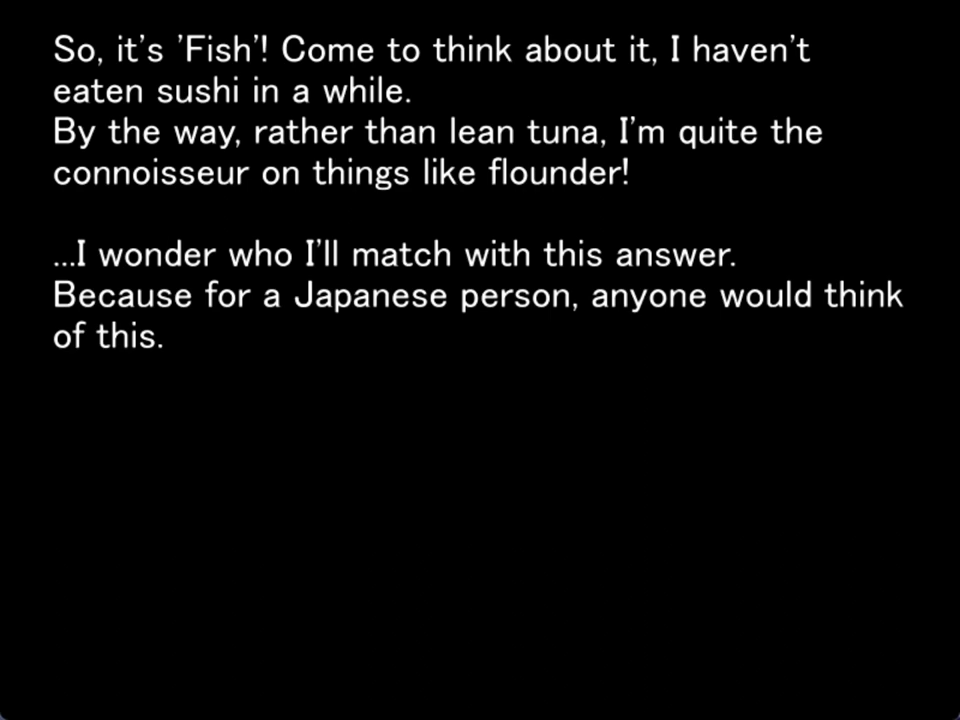 So, it's 'Fish'! Come to think about it, I haven't
eaten sushi in a while.
By the way, rather than lean tuna, I'm quite the
connoisseur on things like flounder!
...I wonder who I'll match with this answer.
Because for a Japanese person, anyone would think
of this.